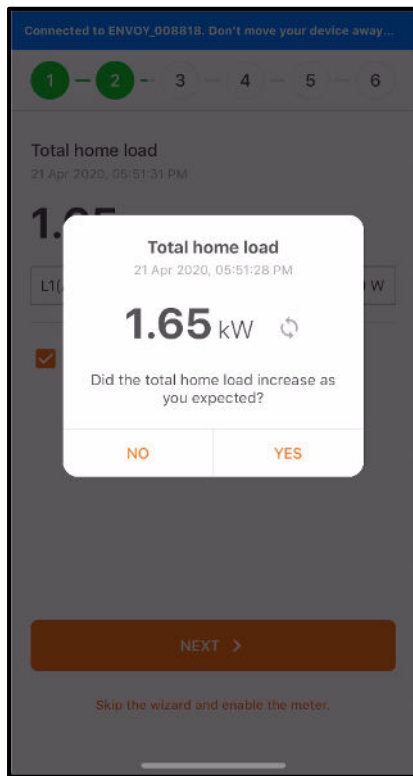 Connected to ENVOY_008818. Don't move your device away...
1 2 3 4 5 6
Total home load
21 Apr 2020, 05:51:31 PM
1.
L1(
W
Total home load
21 Apr 2020, 05:51:28 PM
1.65 kW
Did the total home load increase as
you expected?
NO YES
NEXT
Skip the wizard and enable the meter.